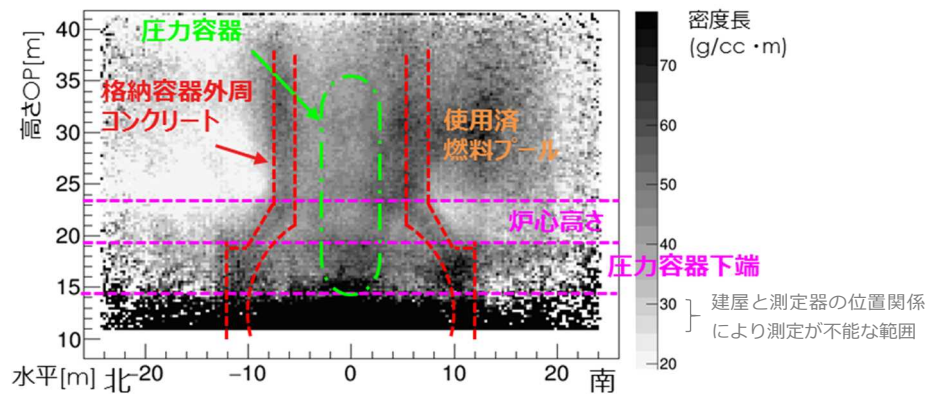 圧力容器
格納容器外周
コンクリート
使用済
燃料プール
炉心高さ
圧力容器下端
密度長
(g/cc・m)
高さOP[m]
40
35
30
25
20
15
10
水平[m] 北 −20 −10 0 10 20 南
70
60
50
40
30
20
建屋と測定器の位置関係
により測定が不能な範囲